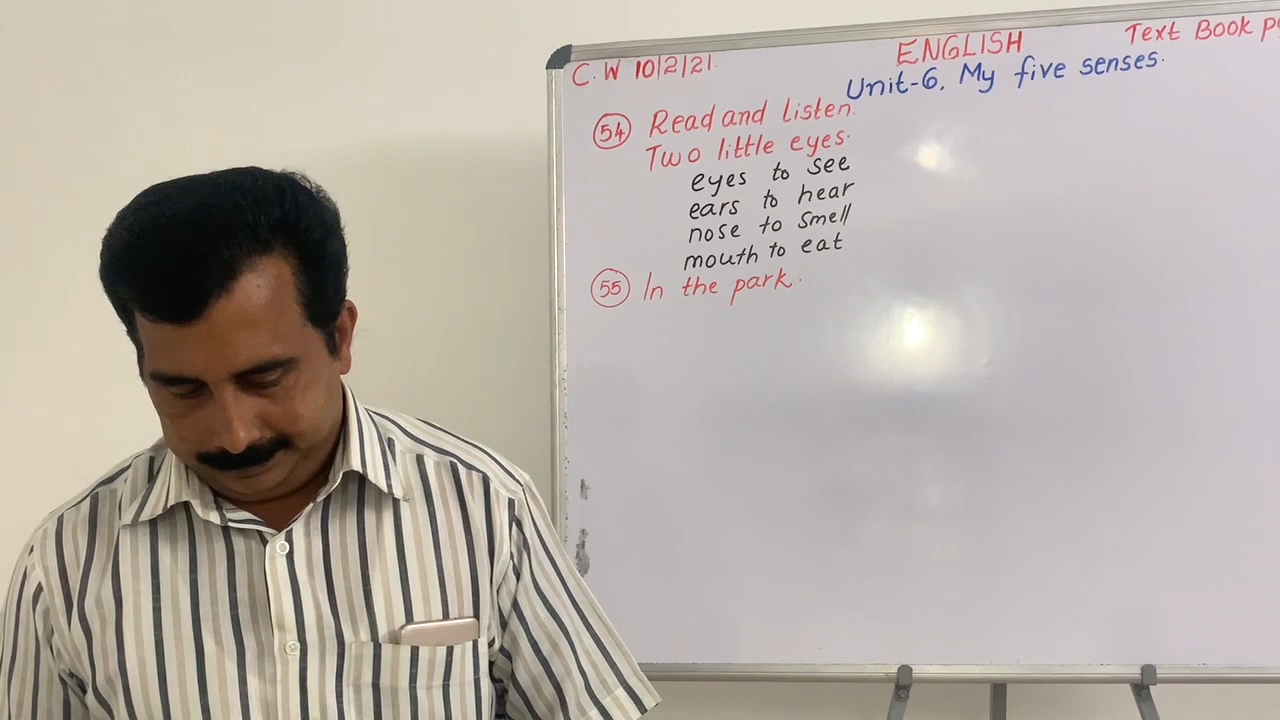 C.W 10/2/21. ENGLISH Text Book
Unit-6. My five senses.
54 Read and Listen.
Two little eyes.
eyes to see
ears to hear
nose to smell
mouth to eat
55 In the park.